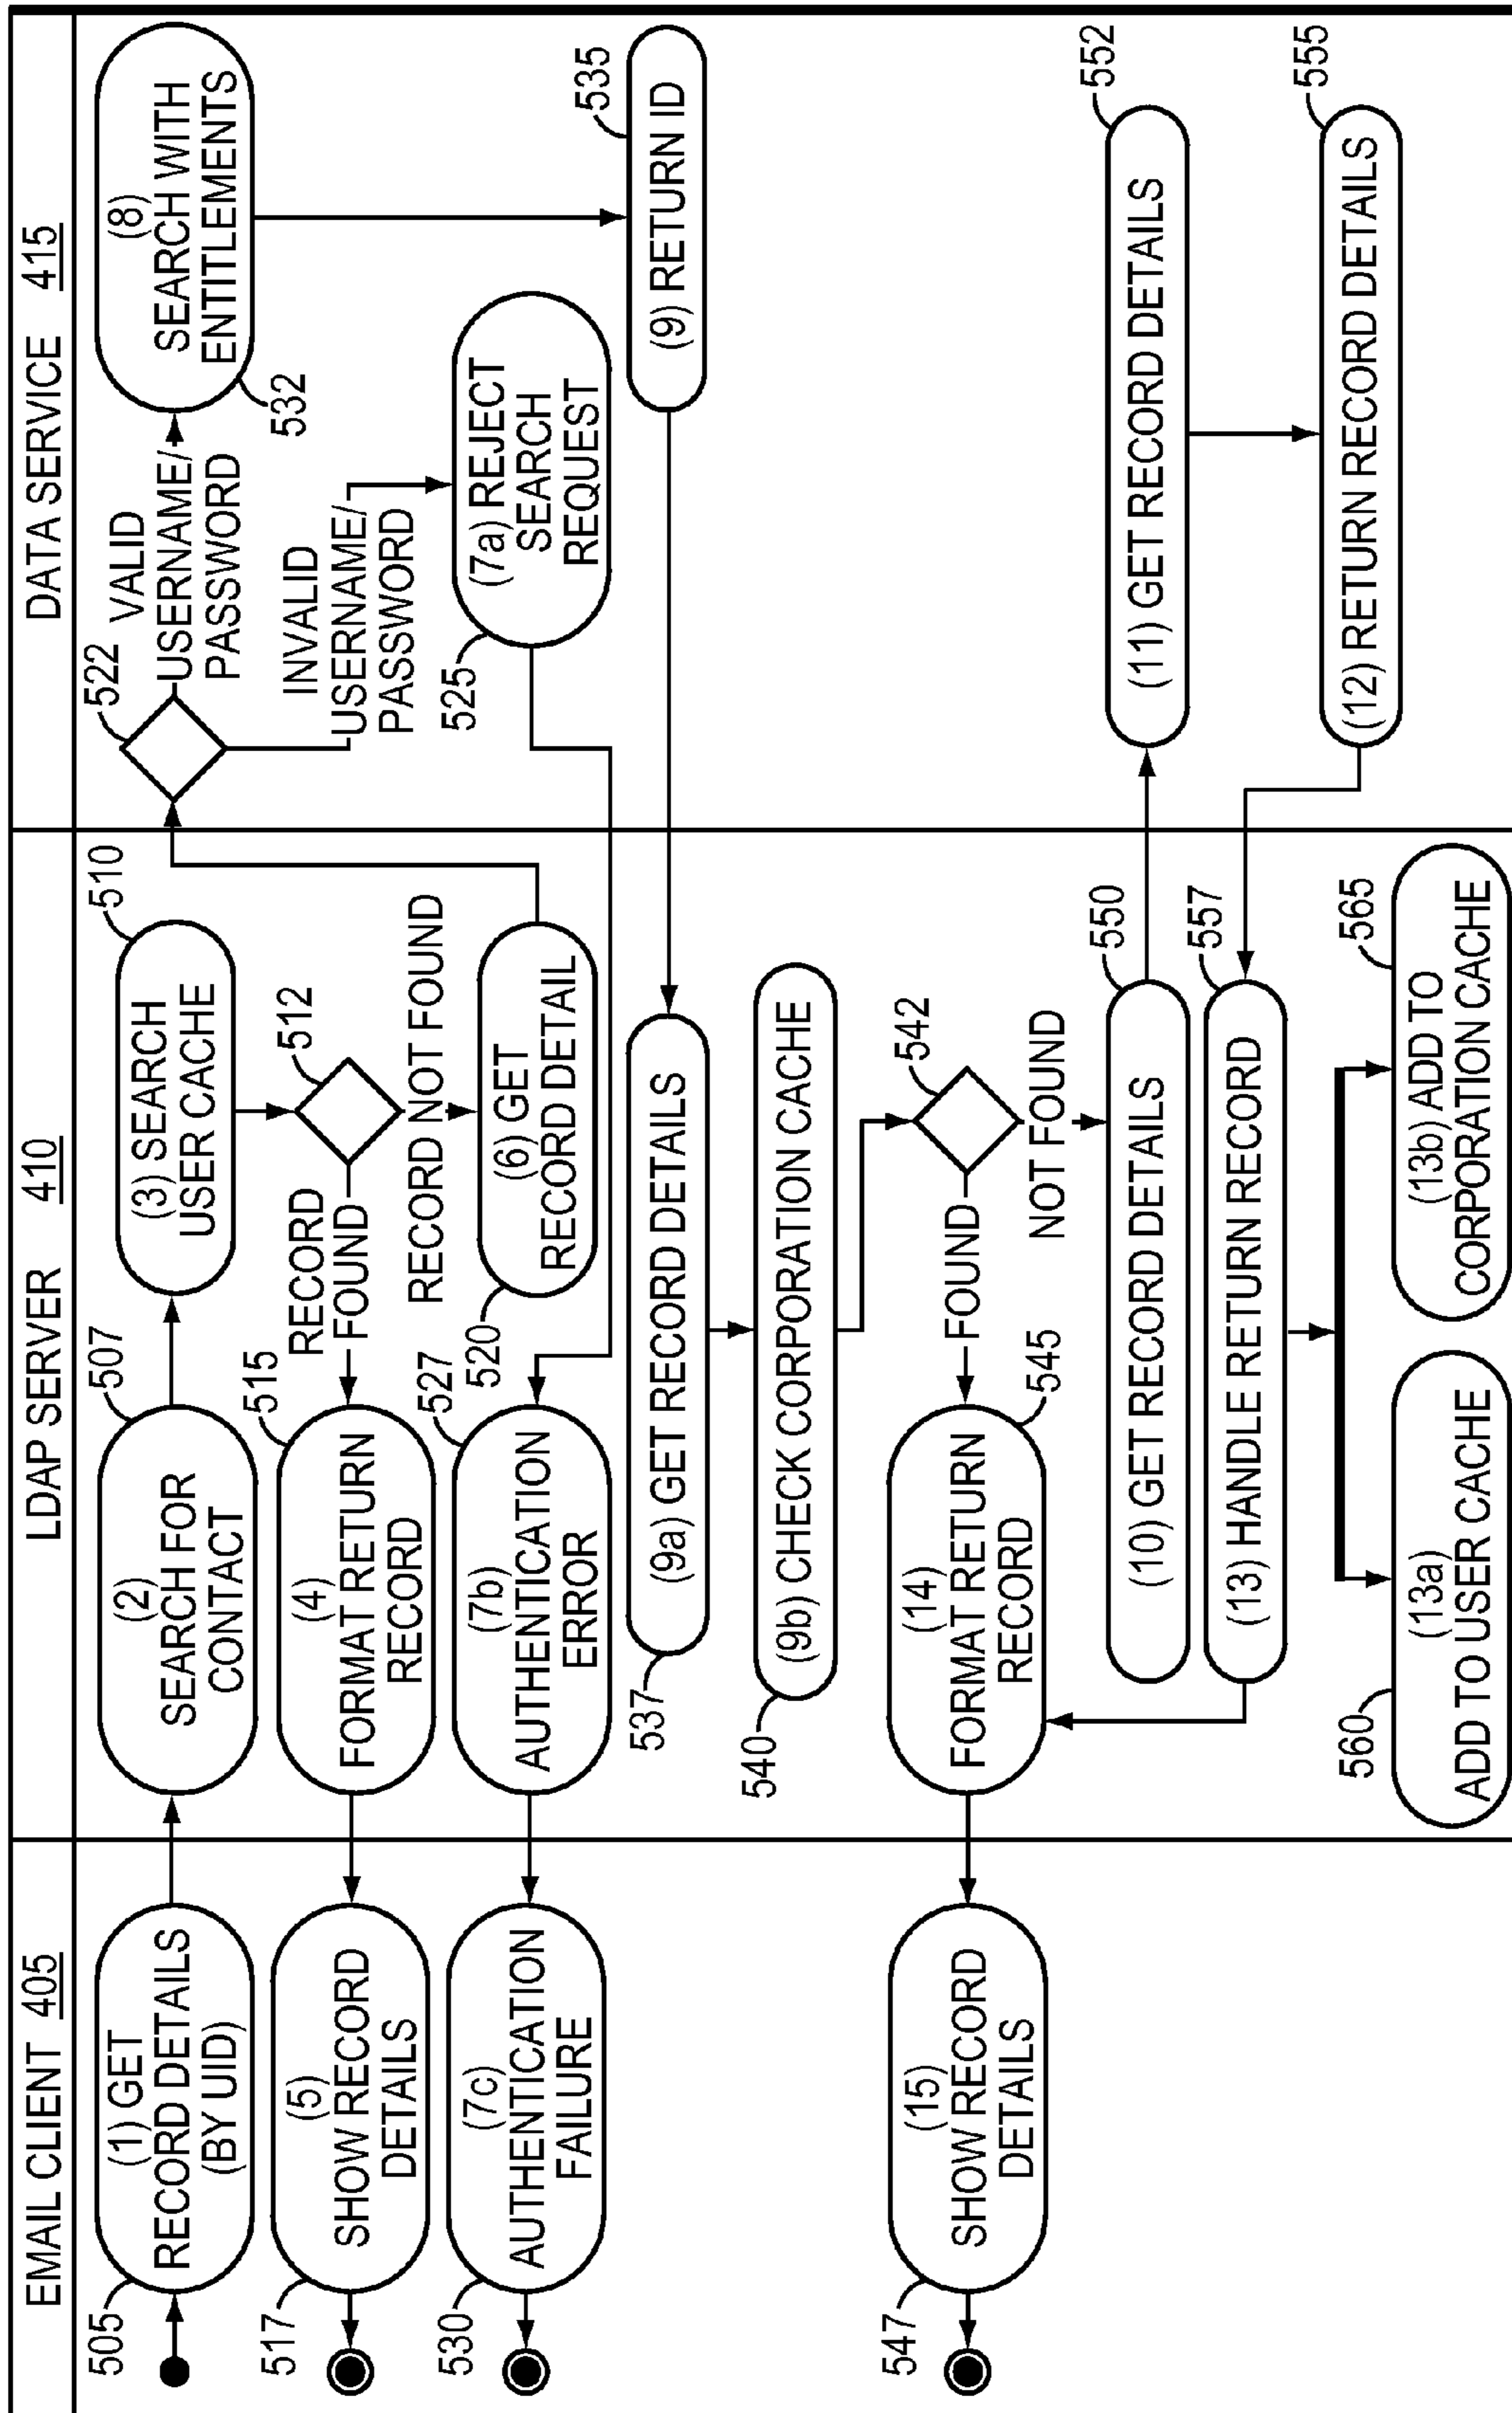 EMAIL CLIENT 405
LDAP SERVER 410
DATA SERVICE 415
505
(1) GET
RECORD DETAILS
(BY UID)
507
(2)
SEARCH FOR
CONTACT
510
(3) SEARCH
USER CACHE
512
RECORD
FOUND
RECORD NOT FOUND
515
(4)
FORMAT RETURN
RECORD
517
(5)
SHOW RECORD
DETAILS
520
(6) GET
RECORD DETAIL
522
VALID
USERNAME/
PASSWORD
INVALID
USERNAME/
PASSWORD
532
(8)
SEARCH WITH
ENTITLEMENTS
525
(7a) REJECT
SEARCH
REQUEST
527
(7b)
AUTHENTICATION
ERROR
530
(7c)
AUTHENTICATION
FAILURE
535
(9) RETURN ID
537
(9a) GET RECORD DETAILS
540
(9b) CHECK CORPORATION CACHE
542
FOUND
NOT FOUND
545
(14)
FORMAT RETURN
RECORD
547
(15)
SHOW RECORD
DETAILS
550
(10) GET RECORD DETAILS
552
(11) GET RECORD DETAILS
555
(12) RETURN RECORD DETAILS
557
(13) HANDLE RETURN RECORD
560
(13a)
ADD TO USER CACHE
565
(13b) ADD TO
CORPORATION CACHE